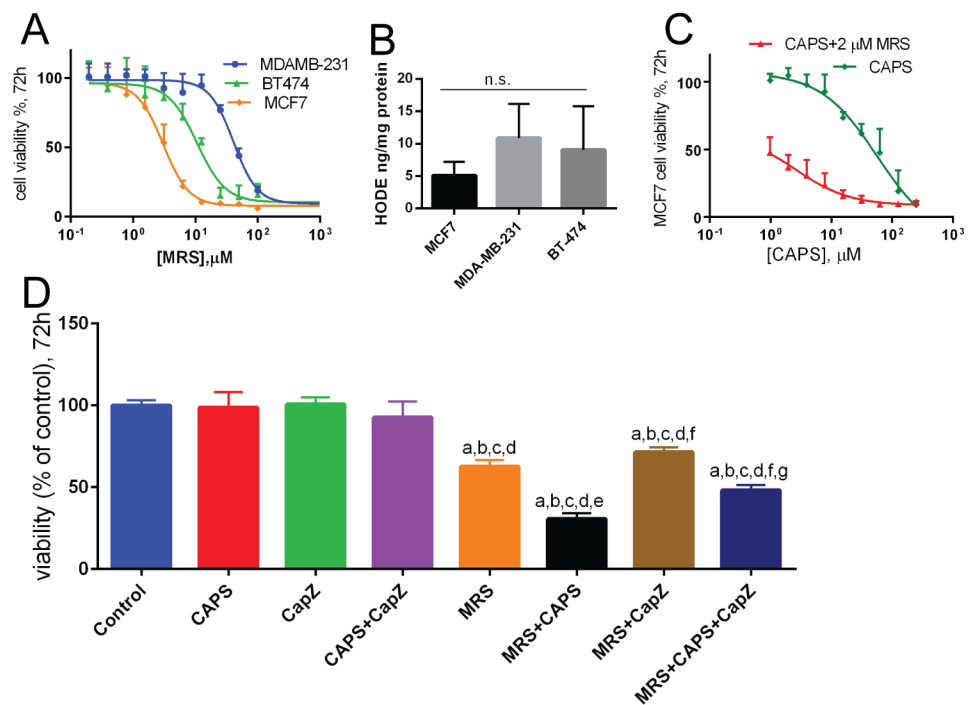 A
cell viability %, 72h
100
50
0
10-1
100
101
102
103
[MRS],μM
MDAMB-231
BT474
MCF7
B
HODE ng/mg protein
20
15
10
5
0
n.s.
MCF7
MDA-MB-231
BT-474
C
MCF7 cell viability %, 72h
100
50
0
10-1
100
101
102
103
[CAPS], μM
CAPS+2 μM MRS
CAPS
D
viability (% of control), 72h
150
100
50
0
a,b,c,d
a,b,c,d,e
a,b,c,d,f
a,b,c,d,f,g
Control
CAPS
CapZ
CAPS+CapZ
MRS
MRS+CAPS
MRS+CapZ
MRS+CAPS+CapZ